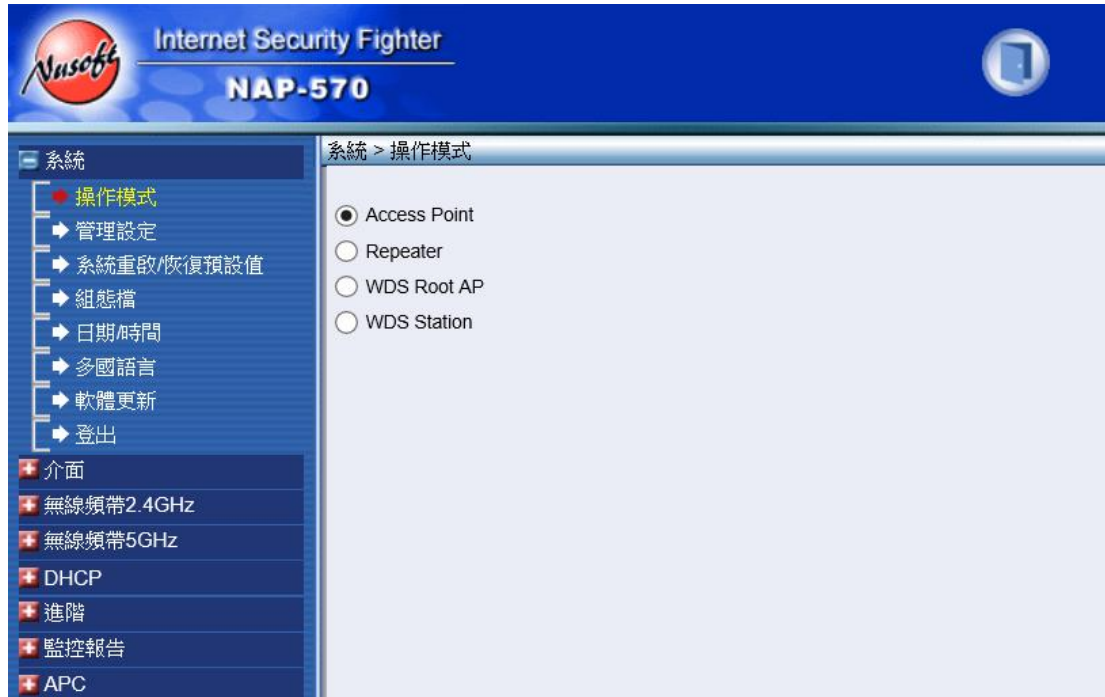 Nusoft
Internet Security Fighter
NAP-570
系統
操作模式
管理設定
系統重啟/恢復預設值
組態檔
日期/時間
多國語言
軟體更新
登出
介面
無線頻帶2.4GHz
無線頻帶5GHz
DHCP
進階
監控報告
APC
系統 > 操作模式
Access Point
Repeater
WDS Root AP
WDS Station